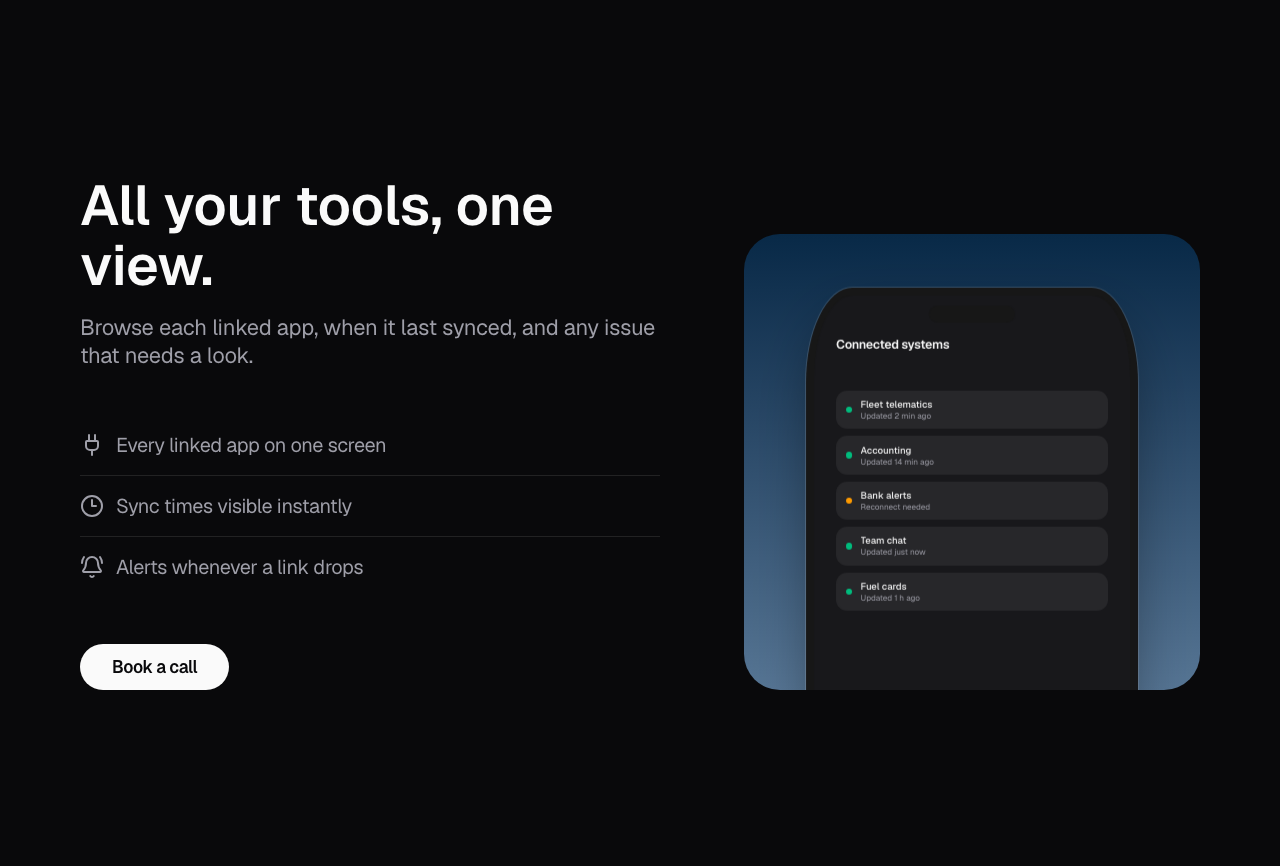 All your tools, one
view.
Browse each linked app, when it last synced, and any issue
that needs a look.
Every linked app on one screen
Sync times visible instantly
Alerts whenever a link drops
Book a call
Connected systems
Fleet telematics
Updated 2 min ago
Accounting
Updated 14 min ago
Bank alerts
Reconnect needed
Team chat
Updated just now
Fuel cards
Updated 1 h ago